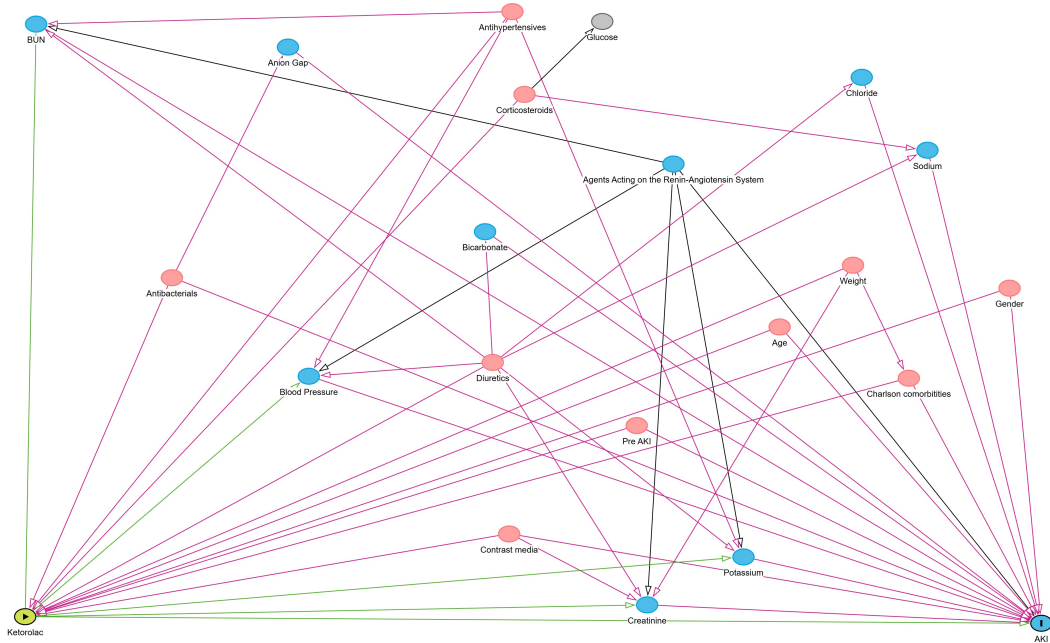 Antihypertensives
BUN
Glucose
Anion Gap
Chloride
Corticosteroids
Sodium
Agents Acting on the Renin-Angiotensin System
Bicarbonate
Weight
Antibacterials
Gender
Age
Diuretics
Blood Pressure
Charlson comorbitities
Pre AKI
Contrast media
Potassium
Creatinine
Ketorolac
AKI